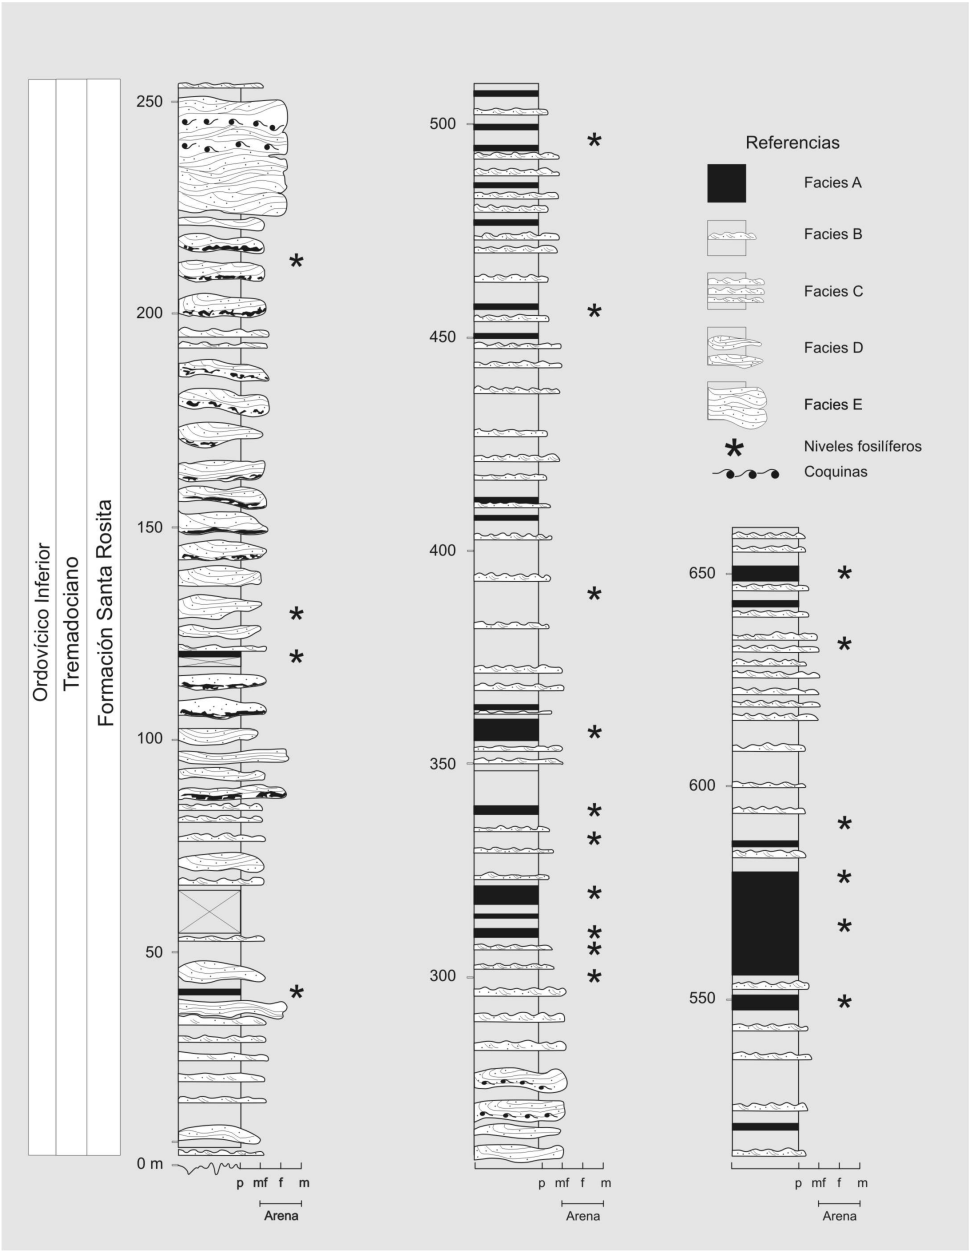 Ordovícico Inferior
Tremadociano
Formación Santa Rosita
250
200
150
100
50
0 m
p mf f m
Arena
500
450
400
350
300
p mf f m
Arena
Referencias
Facies A
Facies B
Facies C
Facies D
Facies E
Niveles fosilíferos
Coquinas
650
600
550
p mf f m
Arena